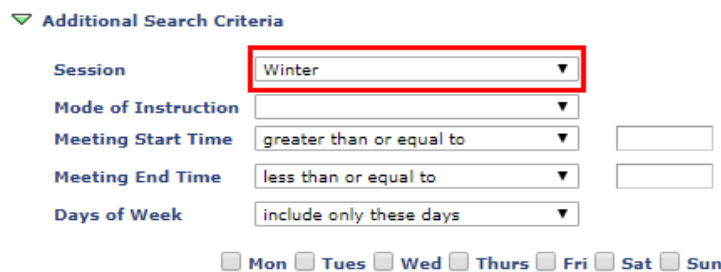 Additional Search Criteria
Session Winter
Mode of Instruction
Meeting Start Time greater than or equal to
Meeting End Time less than or equal to
Days of Week include only these days
Mon Tues Wed Thurs Fri Sat Sun